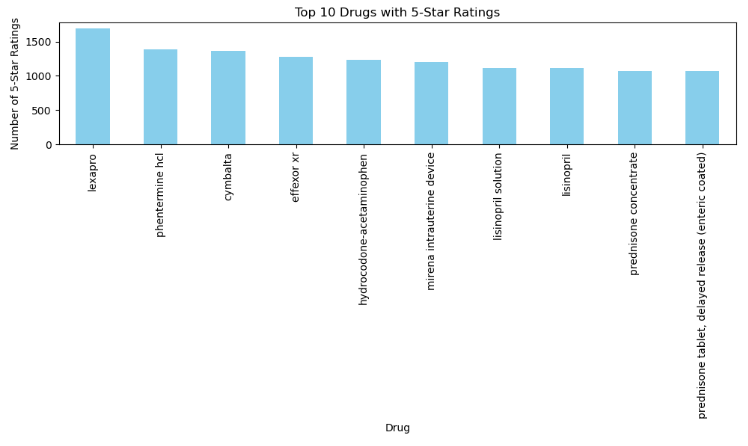 Top 10 Drugs with 5-Star Ratings
Number of 5-Star Ratings
1500
1000
500
0
lexapro
phentermine hcl
cymbalta
effexor xr
hydrocodone-acetaminophen
mirena intrauterine device
lisinopril solution
lisinopril
prednisone concentrate
prednisone tablet, delayed release (enteric coated)
Drug